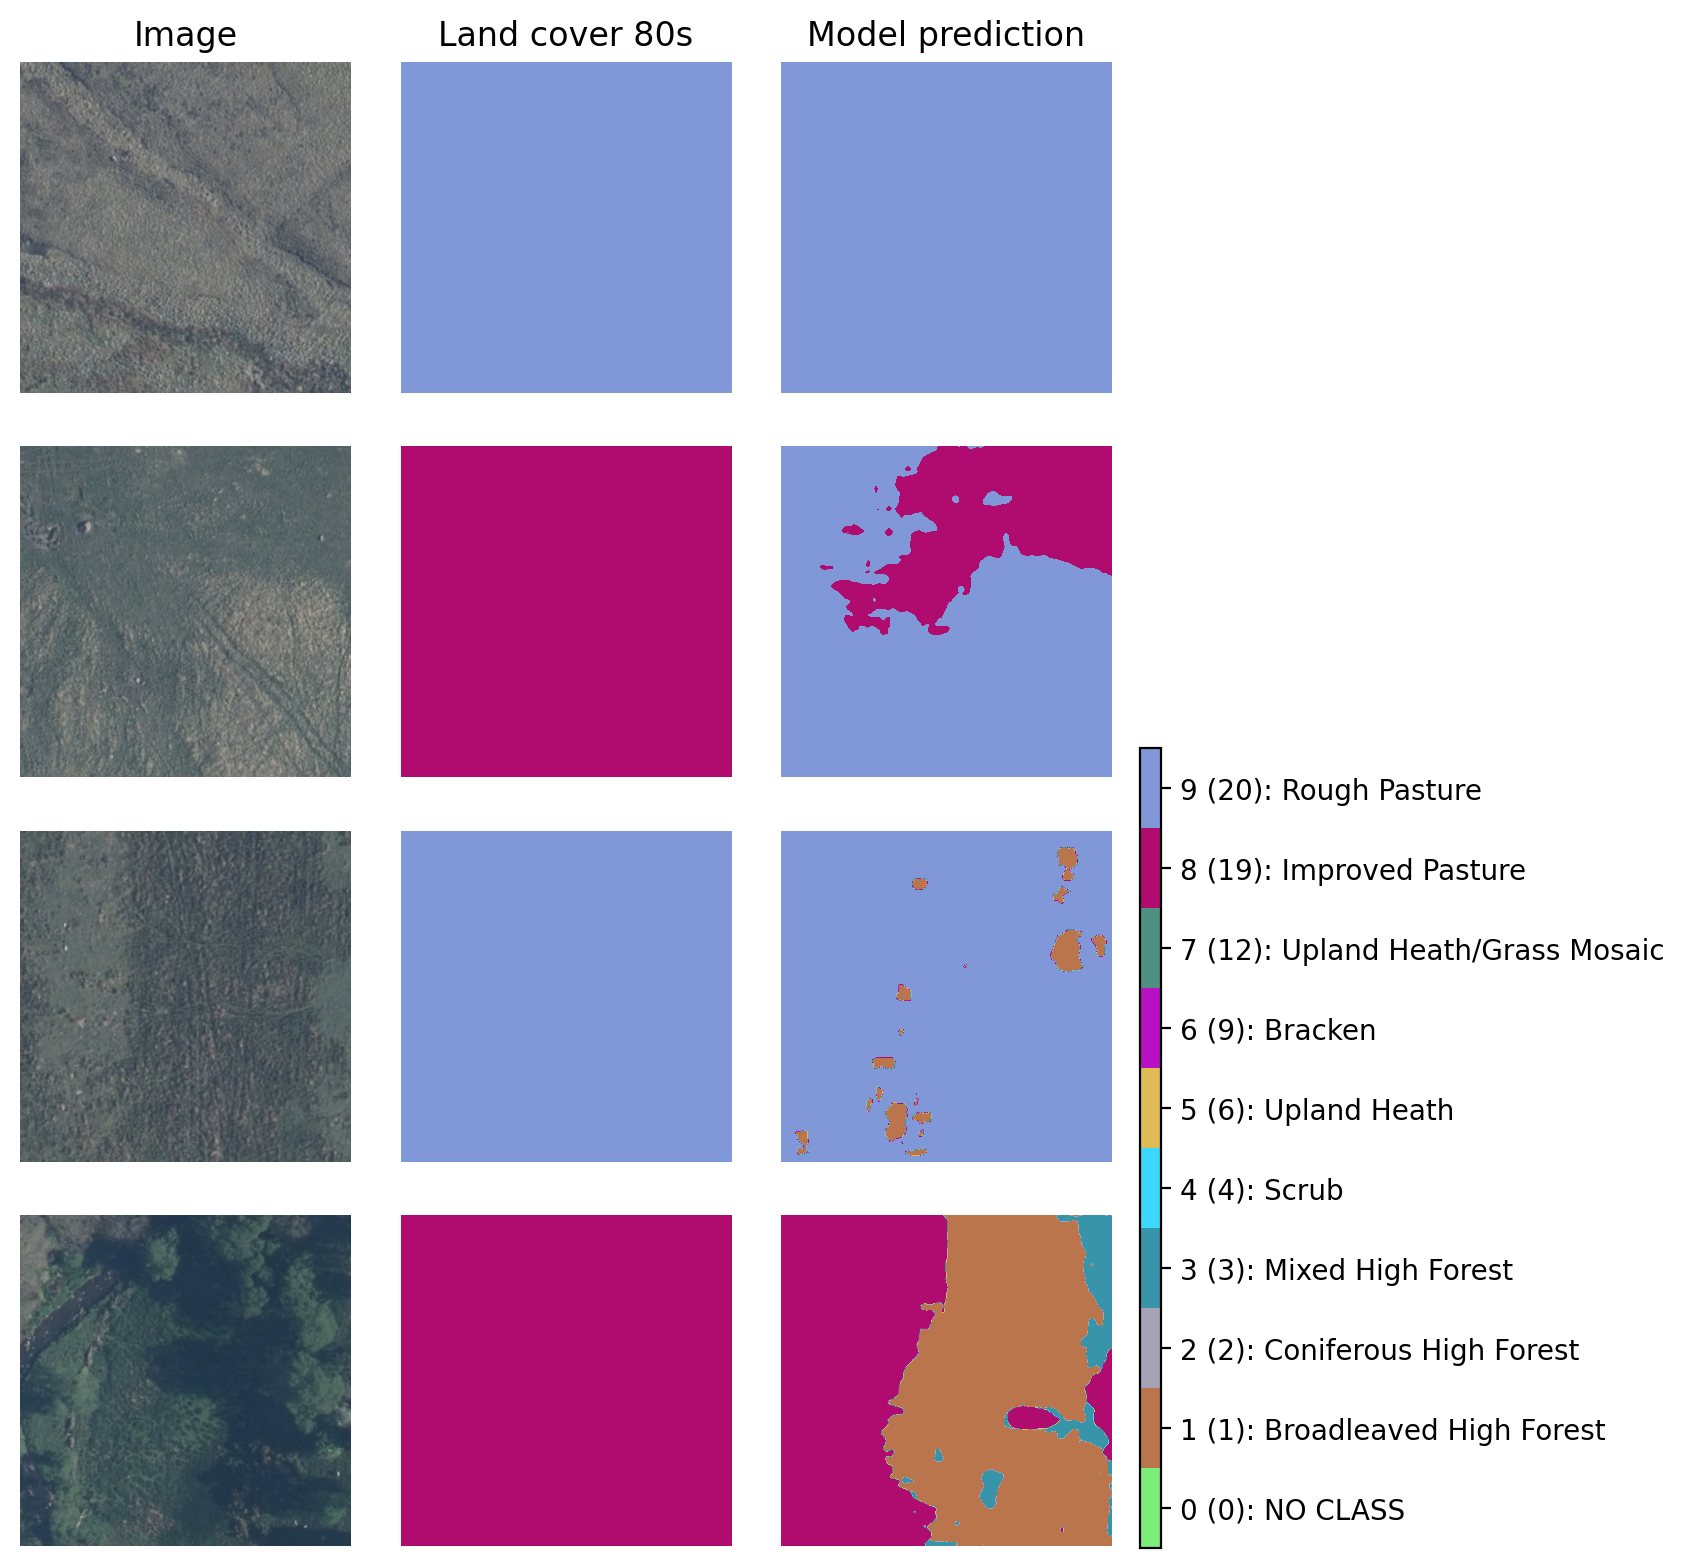 Image
Land cover 80s
Model prediction
9 (20): Rough Pasture
8 (19): Improved Pasture
7 (12): Upland Heath/Grass Mosaic
6 (9): Bracken
5 (6): Upland Heath
4 (4): Scrub
3 (3): Mixed High Forest
2 (2): Coniferous High Forest
1 (1): Broadleaved High Forest
0 (0): NO CLASS